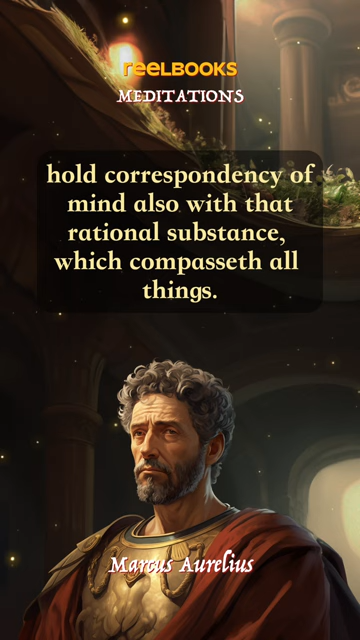 reelbooks
MEDITATIONS
hold correspondency of
mind also with that
rational substance,
which compasseth all
things.
Marcus Aurelius